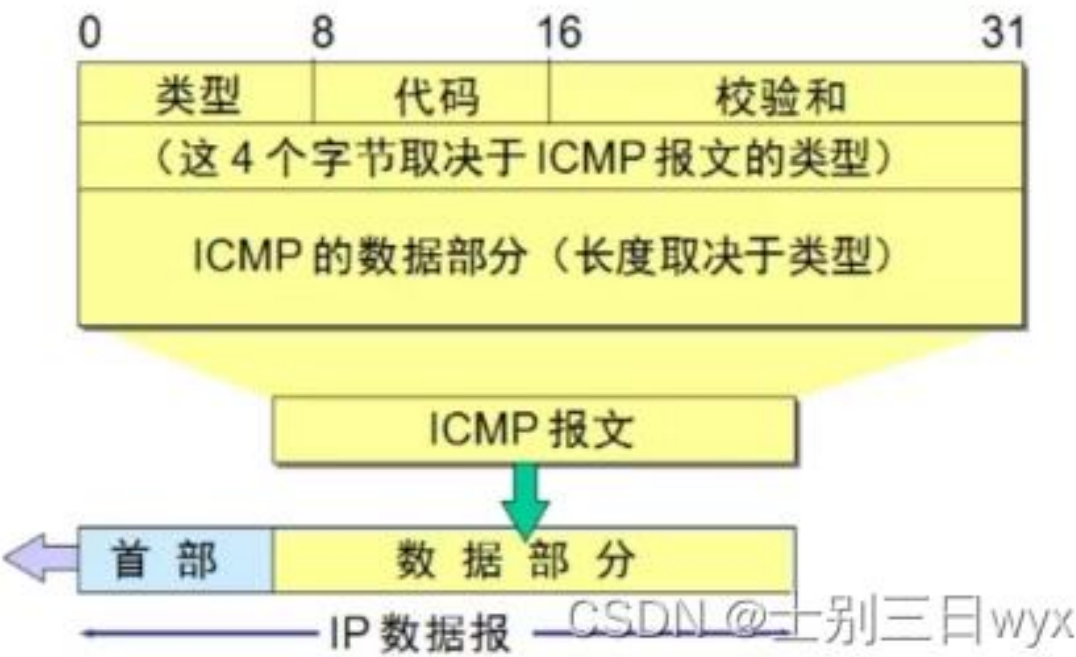 0 8 16 31
类型 代码 校验和
（这 4 个字节取决于 ICMP 报文的类型）
ICMP 的数据部分（长度取决于类型）
ICMP 报文
首 部 数 据 部 分
IP 数据报
CSDN @士别三日wyx